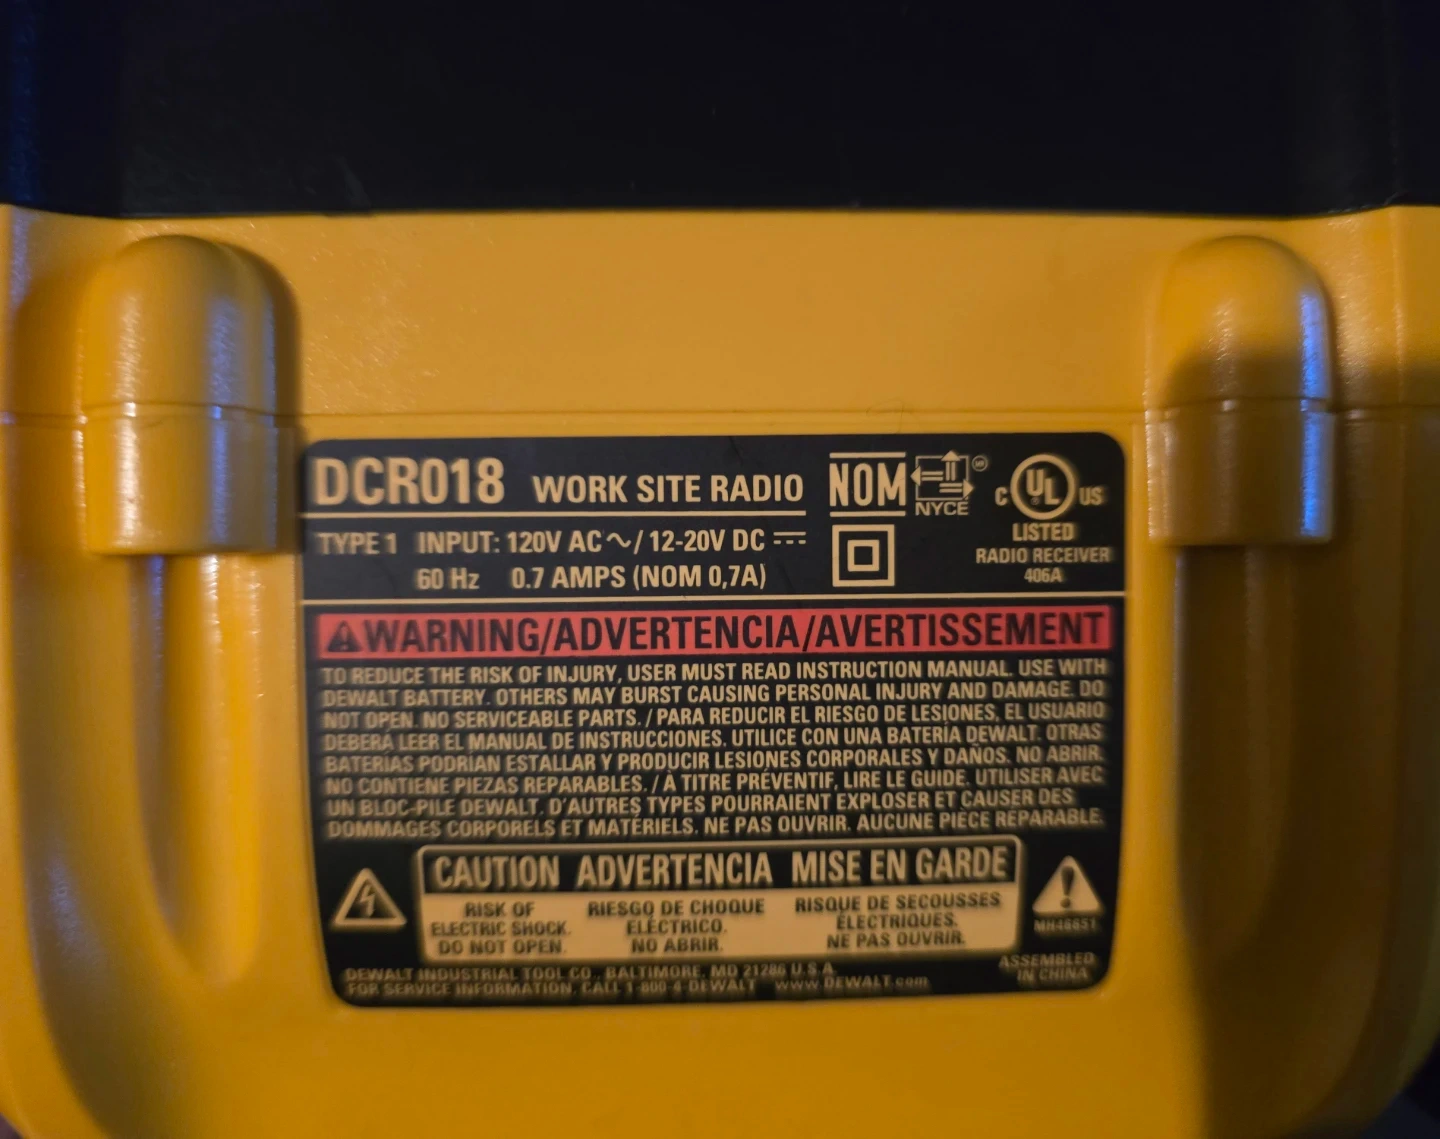 DCR018 WORK SITE RADIO
NOM
NYCE
MR
C UL US
LISTED
RADIO RECEIVER
406A
TYPE 1 INPUT: 120V AC ~/ 12-20V DC ⎓
60 Hz 0.7 AMPS (NOM 0,7A)
WARNING/ADVERTENCIA/AVERTISSEMENT
TO REDUCE THE RISK OF INJURY, USER MUST READ INSTRUCTION MANUAL. USE WITH
DEWALT BATTERY. OTHERS MAY BURST CAUSING PERSONAL INJURY AND DAMAGE. DO
NOT OPEN. NO SERVICEABLE PARTS. / PARA REDUCIR EL RIESGO DE LESIONES, EL USUARIO
DEBERÁ LEER EL MANUAL DE INSTRUCCIONES. UTILICE CON UNA BATERÍA DEWALT. OTRAS
BATERÍAS PODRÍAN ESTALLAR Y PRODUCIR LESIONES CORPORALES Y DAÑOS. NO ABRIR.
NO CONTIENE PIEZAS REPARABLES. / À TITRE PRÉVENTIF, LIRE LE GUIDE. UTILISER AVEC
UN BLOC-PILE DEWALT. D'AUTRES TYPES POURRAIENT EXPLOSER ET CAUSER DES
DOMMAGES CORPORELS ET MATÉRIELS. NE PAS OUVRIR. AUCUNE PIÈCE RÉPARABLE.
CAUTION ADVERTENCIA MISE EN GARDE
RISK OF
ELECTRIC SHOCK.
DO NOT OPEN.
RIESGO DE CHOQUE
ELÉCTRICO.
NO ABRIR.
RISQUE DE SECOUSSES
ÉLECTRIQUES.
NE PAS OUVRIR.
DEWALT INDUSTRIAL TOOL CO., BALTIMORE, MD 21286 U.S.A.
FOR SERVICE INFORMATION, CALL 1-800-4-DEWALT www.DEWALT.com
ASSEMBLED
IN CHINA